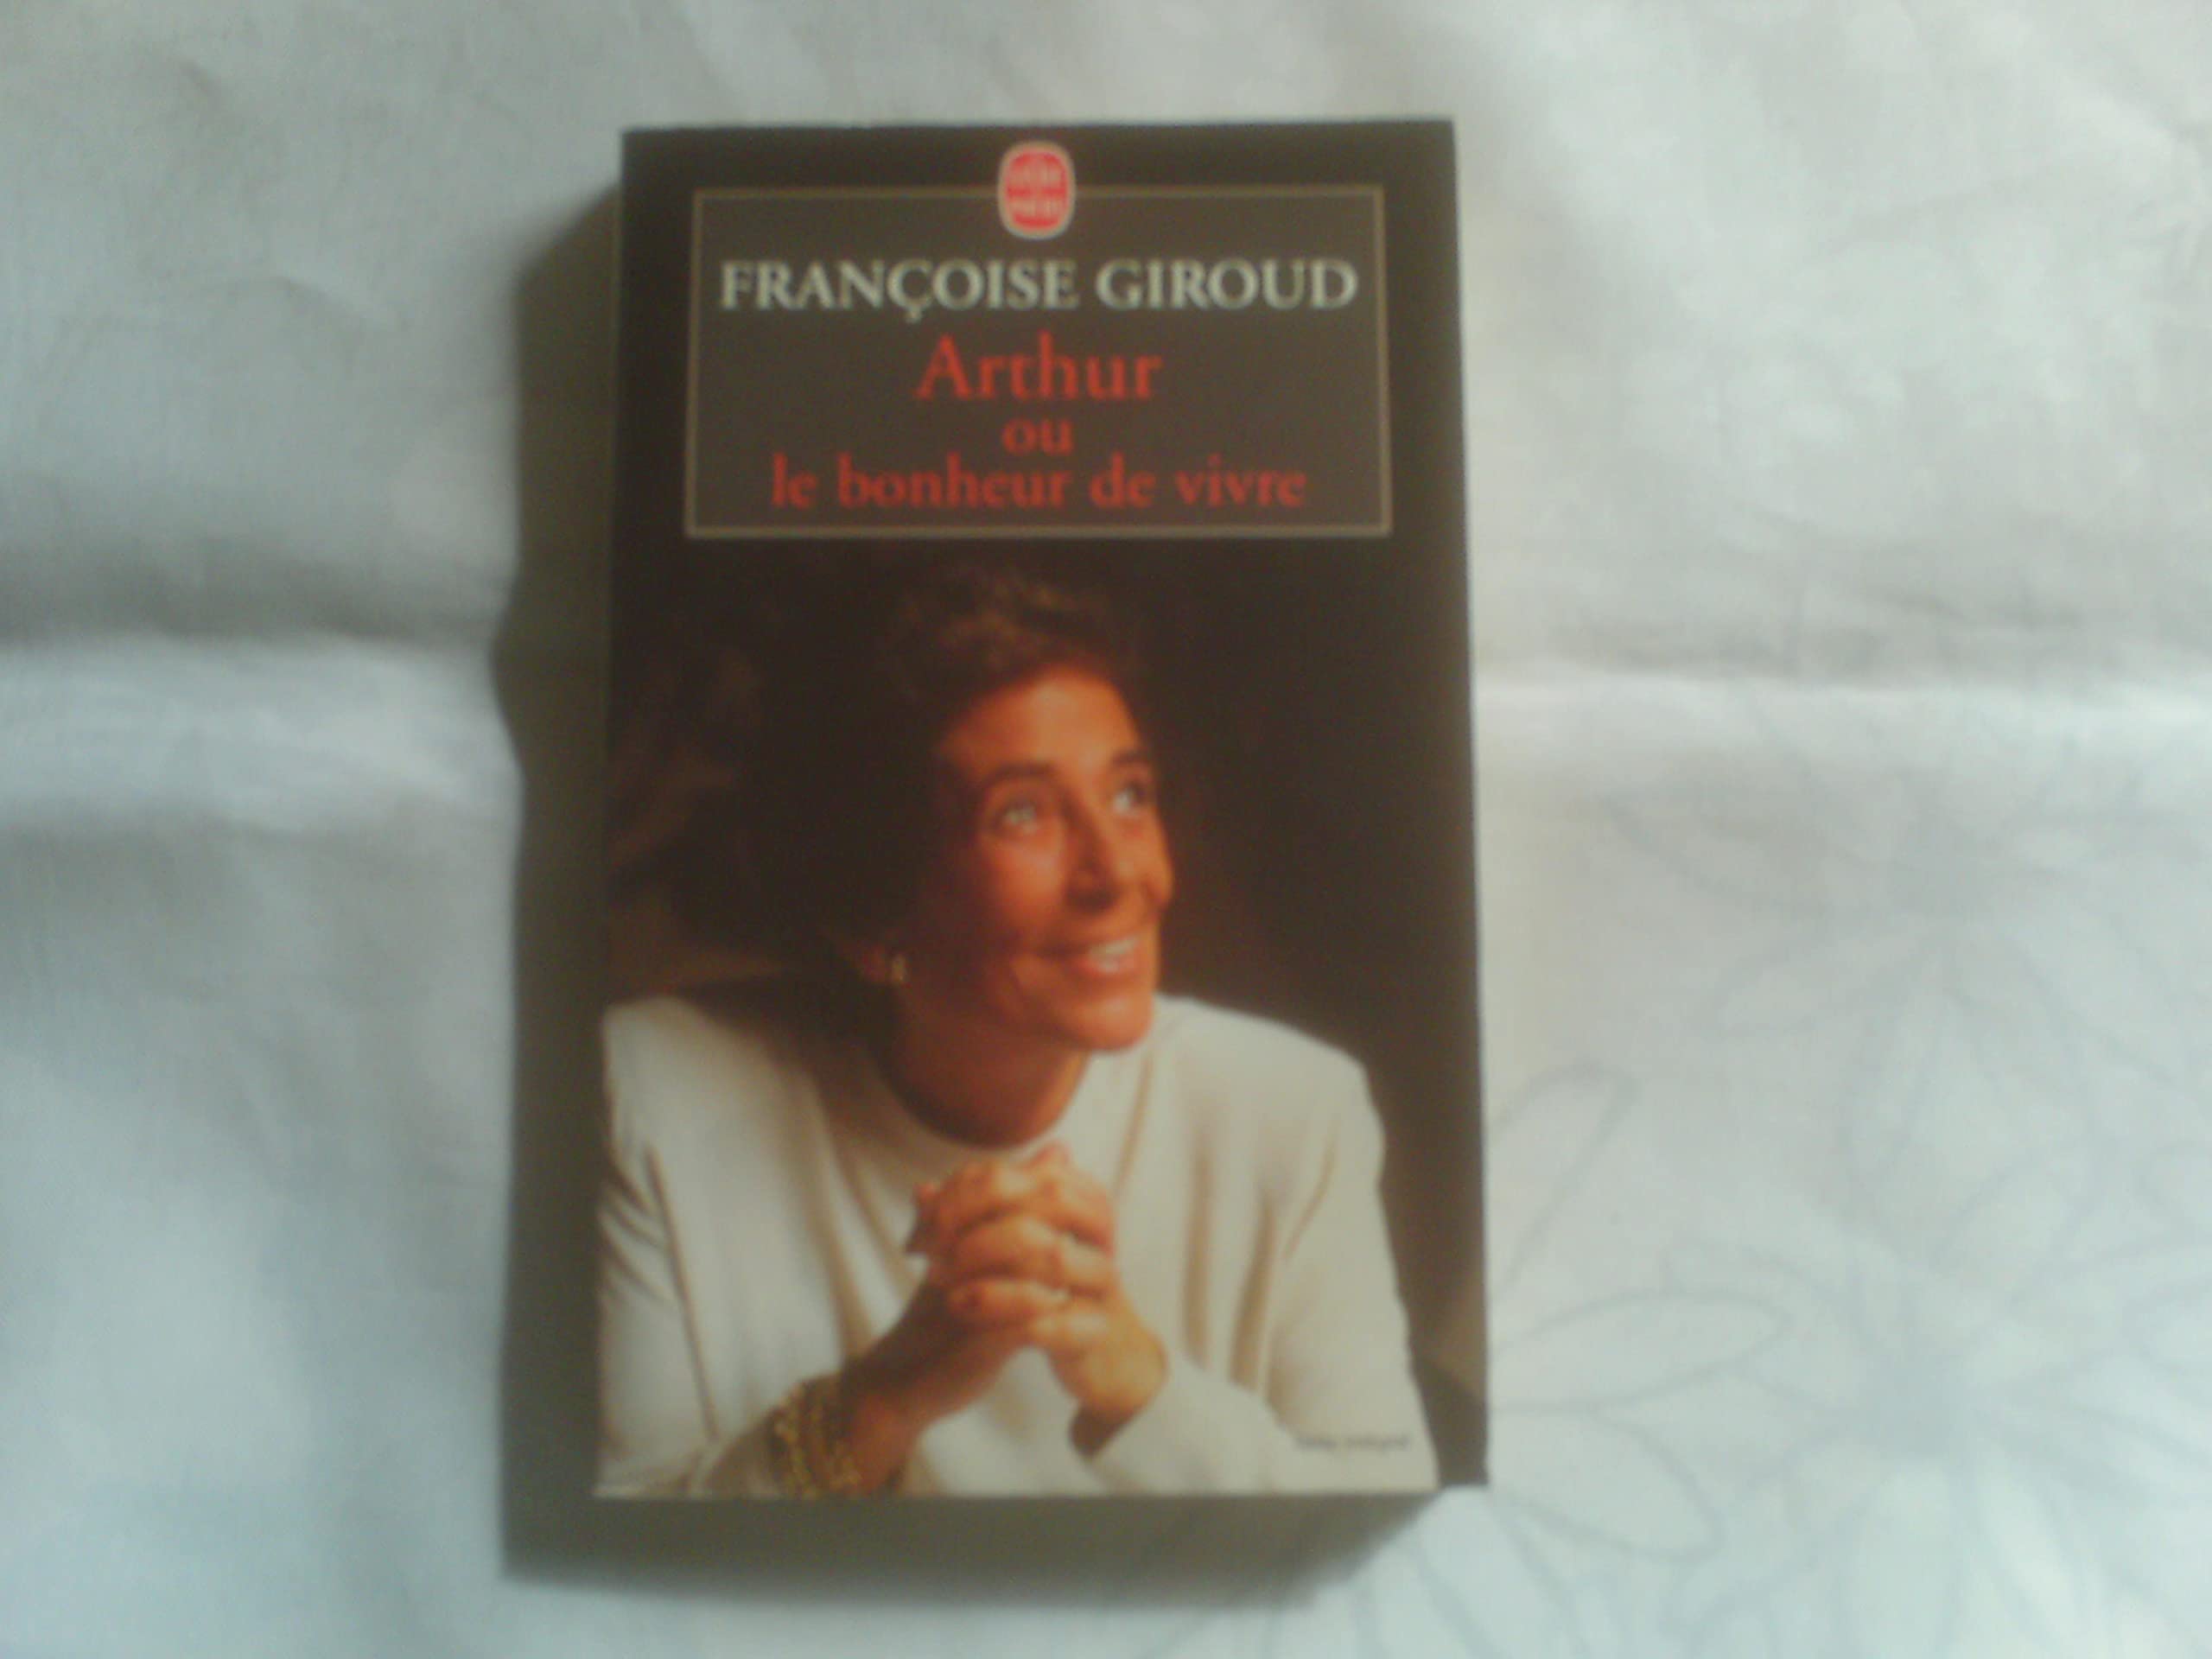 FRANÇOISE GIROUD
Arthur
ou
le bonheur de vivre